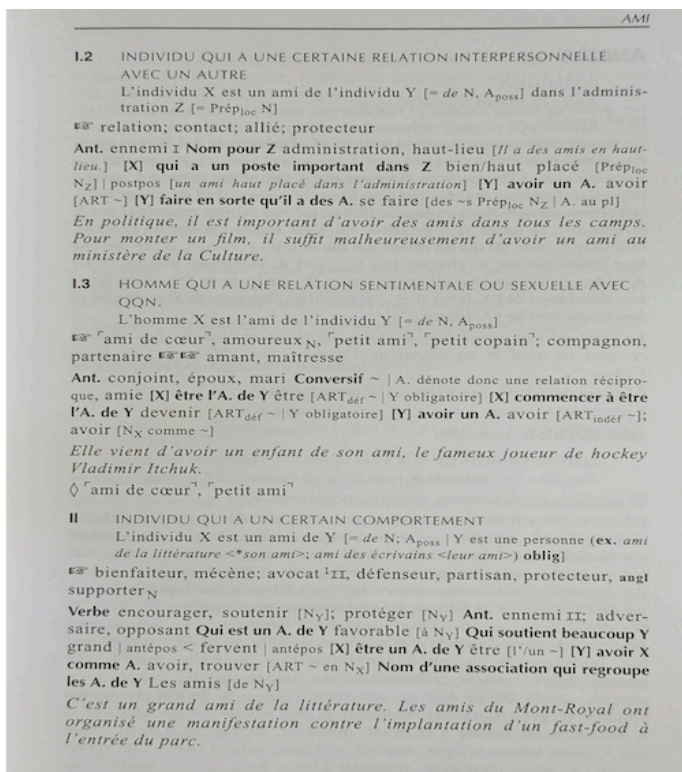 AMI
I.2 INDIVIDU QUI A UNE CERTAINE RELATION INTERPERSONNELLE
AVEC UN AUTRE
L'individu X est un ami de l'individu Y [= de N, Aposs] dans l'adminis-
tration Z [= Préploc N]
☞ relation; contact; allié; protecteur
Ant. ennemi I Nom pour Z administration, haut-lieu [Il a des amis en haut-
lieu.] [X] qui a un poste important dans Z bien/haut placé [Préploc
NZ] | postpos [un ami haut placé dans l'administration] [Y] avoir un A. avoir
[ART ~] [Y] faire en sorte qu'il a des A. se faire [des ~s Préploc NZ | A. au pl]
En politique, il est important d'avoir des amis dans tous les camps.
Pour monter un film, il suffit malheureusement d'avoir un ami au
ministère de la Culture.
I.3 HOMME QUI A UNE RELATION SENTIMENTALE OU SEXUELLE AVEC
QQN.
L'homme X est l'ami de l'individu Y [= de N, Aposs]
☞ ⌜ami de cœur⌝, amoureux N, ⌜petit ami⌝, ⌜petit copain⌝; compagnon,
partenaire ☞☞ amant, maîtresse
Ant. conjoint, époux, mari Conversif ~ | A. dénote donc une relation récipro-
que, amie [X] être l'A. de Y être [ARTdéf ~ | Y obligatoire] [X] commencer à être
l'A. de Y devenir [ARTdéf ~ | Y obligatoire] [Y] avoir un A. avoir [ARTindéf ~];
avoir [NX comme ~]
Elle vient d'avoir un enfant de son ami, le fameux joueur de hockey
Vladimir Itchuk.
◊ ⌜ami de cœur⌝, ⌜petit ami⌝
II INDIVIDU QUI A UN CERTAIN COMPORTEMENT
L'individu X est un ami de Y [= de N; Aposs | Y est une personne (ex. ami
de la littérature <*son ami>; ami des écrivains <leur ami>) oblig]
☞ bienfaiteur, mécène; avocat ¹II, défenseur, partisan, protecteur, angl
supporter N
Verbe encourager, soutenir [NY]; protéger [NY] Ant. ennemi II; adver-
saire, opposant Qui est un A. de Y favorable [à NY] Qui soutient beaucoup Y
grand | antépos < fervent | antépos [X] être un A. de Y être [l'/un ~] [Y] avoir X
comme A. avoir, trouver [ART ~ en NX] Nom d'une association qui regroupe
les A. de Y Les amis [de NY]
C'est un grand ami de la littérature. Les amis du Mont-Royal ont
organisé une manifestation contre l'implantation d'un fast-food à
l'entrée du parc.